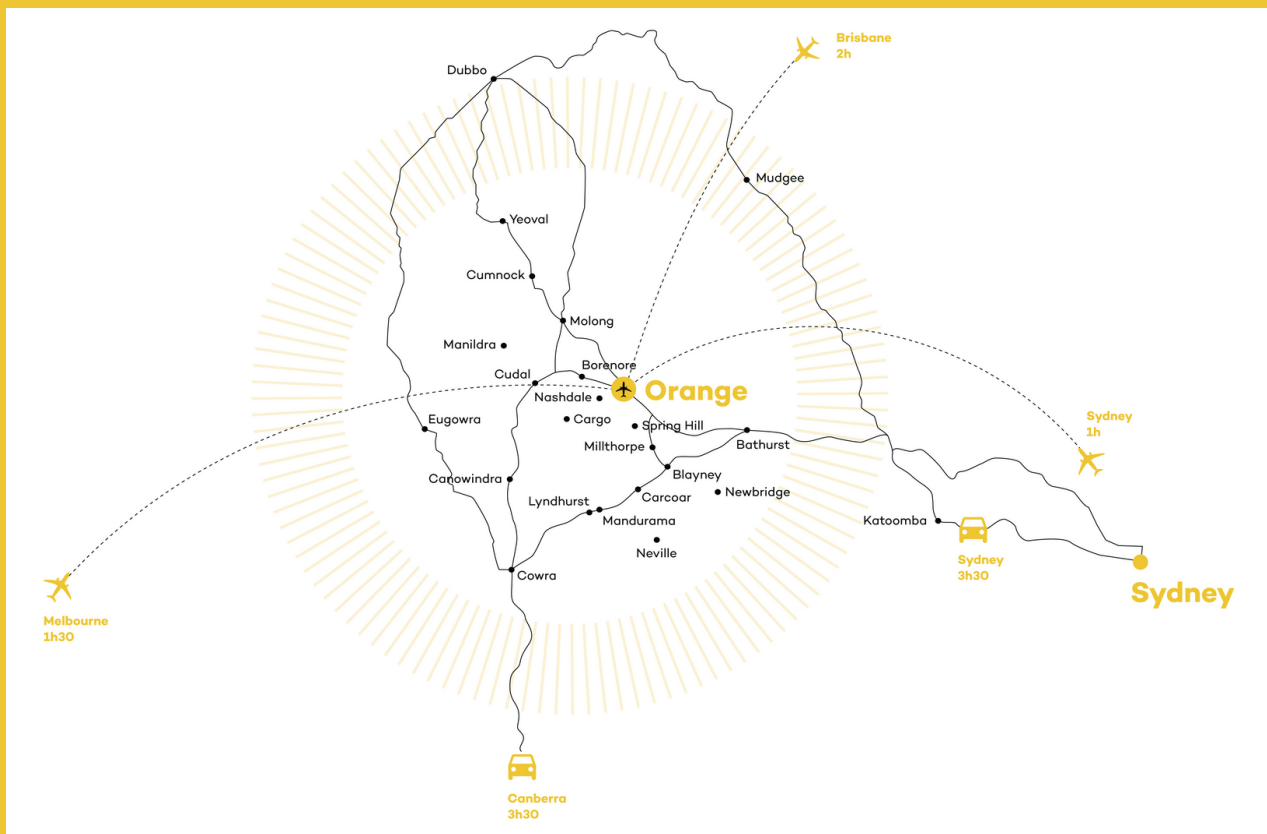 Brisbane
2h
Dubbo
Mudgee
Yeoval
Cumnock
Molong
Manildra
Borenore
Cudal
Orange
Nashdale
Cargo
Eugowra
Spring Hill
Sydney
1h
Millthorpe
Bathurst
Blayney
Canowindra
Newbridge
Carcoar
Lyndhurst
Mandurama
Katoomba
Neville
Sydney
3h30
Cowra
Sydney
Melbourne
1h30
Canberra
3h30